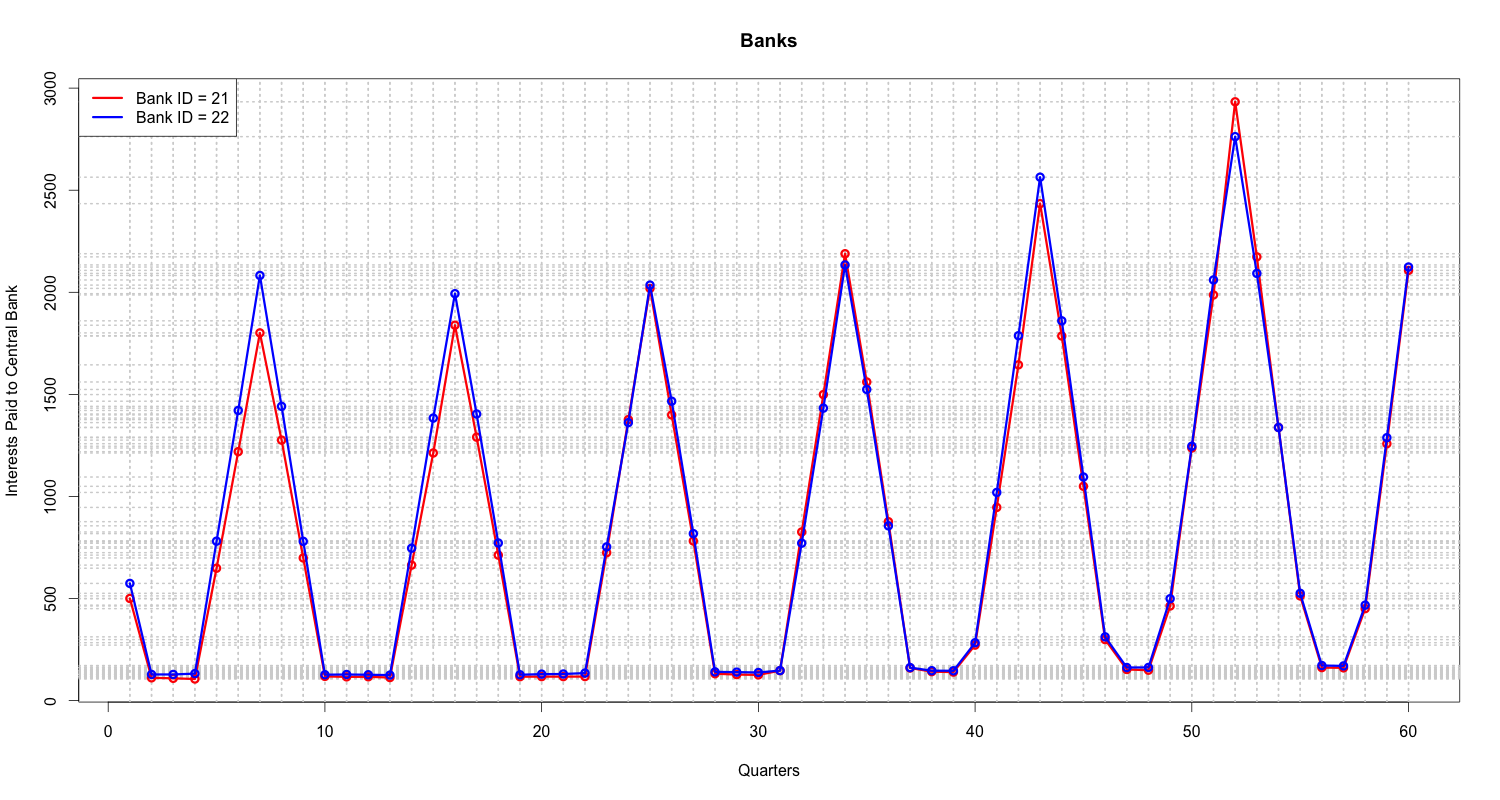 Banks
Bank ID = 21
Bank ID = 22
Interests Paid to Central Bank
3000
2500
2000
1500
1000
500
0
0 10 20 30 40 50 60
Quarters